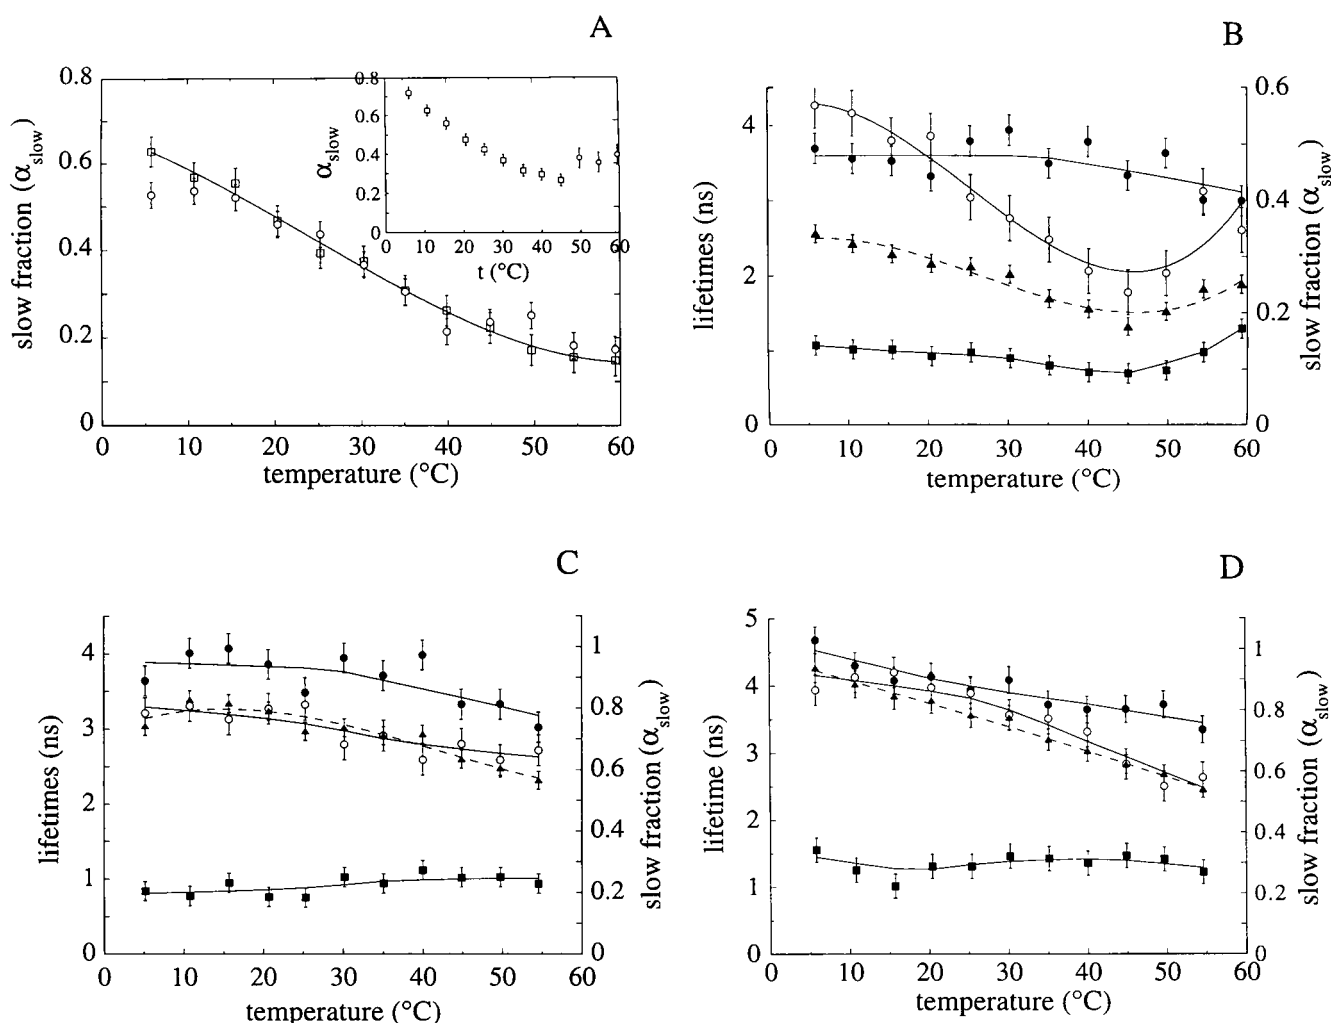 A
0.8
0.6
0.4
0.2
0
0 10 20 30 40 50 60
slow fraction (α_slow)
temperature (°C)
0.8
0.6
0.4
0.2
0
0 10 20 30 40 50 60
α_slow
t (°C)
B
4
2
0
lifetimes (ns)
0.6
0.4
0.2
0
slow fraction (α_slow)
0 10 20 30 40 50 60
temperature (°C)
C
4
3
2
1
0
lifetimes (ns)
1
0.8
0.6
0.4
0.2
0
slow fraction (α_slow)
0 10 20 30 40 50 60
temperature (°C)
D
5
4
3
2
1
0
lifetime (ns)
1
0.8
0.6
0.4
0.2
0
slow fraction (α_slow)
0 10 20 30 40 50 60
temperature (°C)